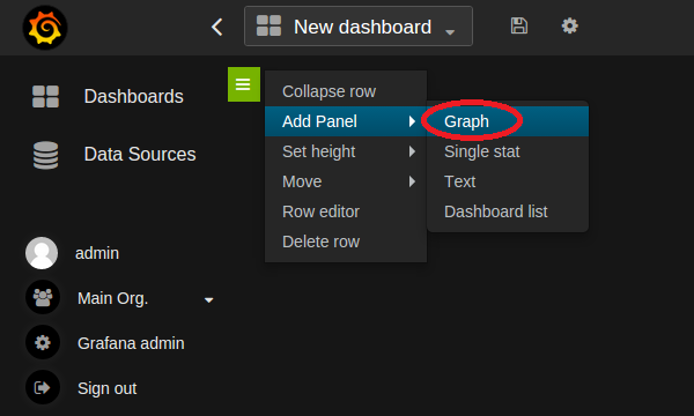 New dashboard
Dashboards
Data Sources
admin
Main Org.
Grafana admin
Sign out
Collapse row
Add Panel
Set height
Move
Row editor
Delete row
Graph
Single stat
Text
Dashboard list